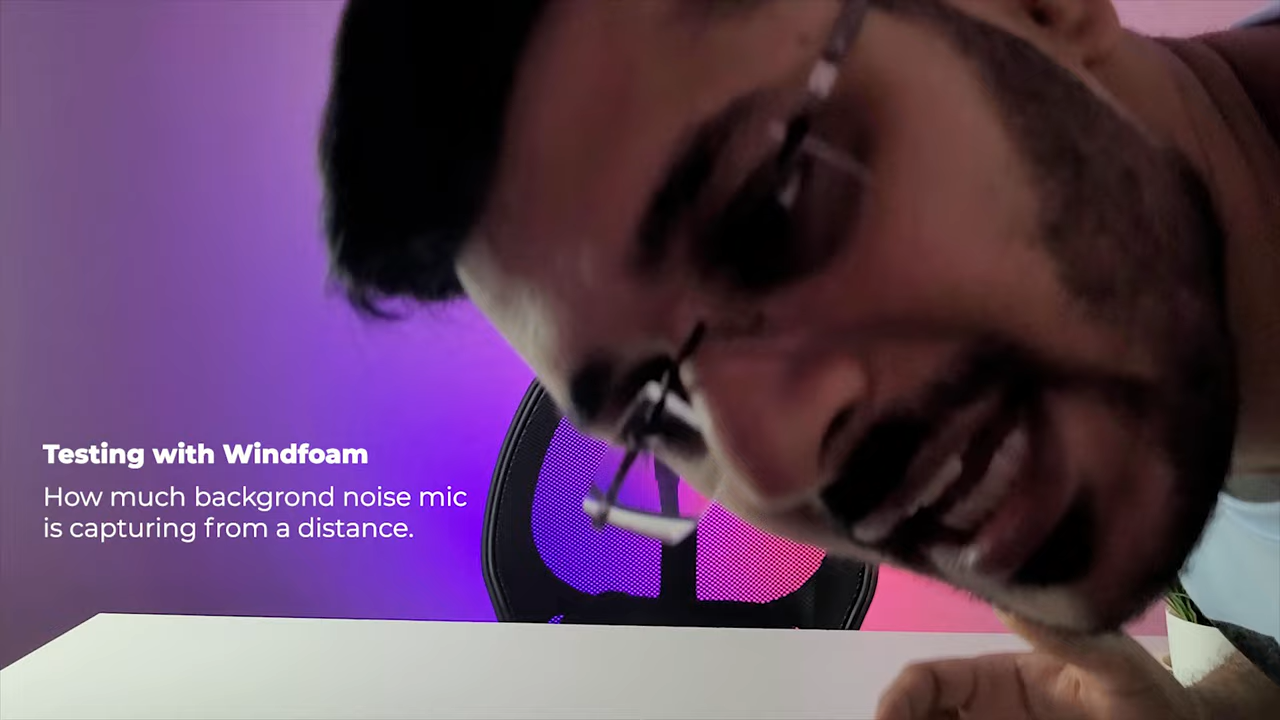 Testing with Windfoam
How much backgrond noise mic
is capturing from a distance.